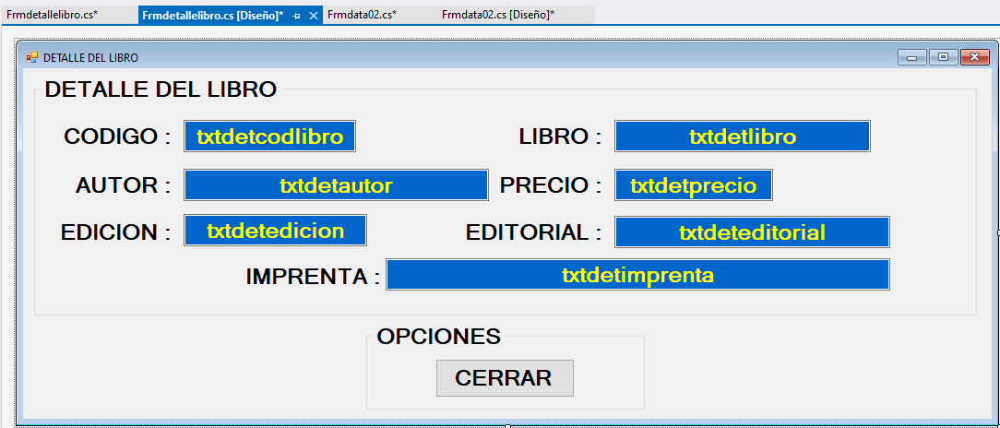 Frmdetallelibro.cs* Frmdetallelibro.cs [Diseño]* Frmdata02.cs* Frmdata02.cs [Diseño]*
DETALLE DEL LIBRO
DETALLE DEL LIBRO
CODIGO : txtdetcodlibro LIBRO : txtdetlibro
AUTOR : txtdetautor PRECIO : txtdetprecio
EDICION : txtdetedicion EDITORIAL : txtdeteditorial
IMPRENTA : txtdetimprenta
OPCIONES
CERRAR